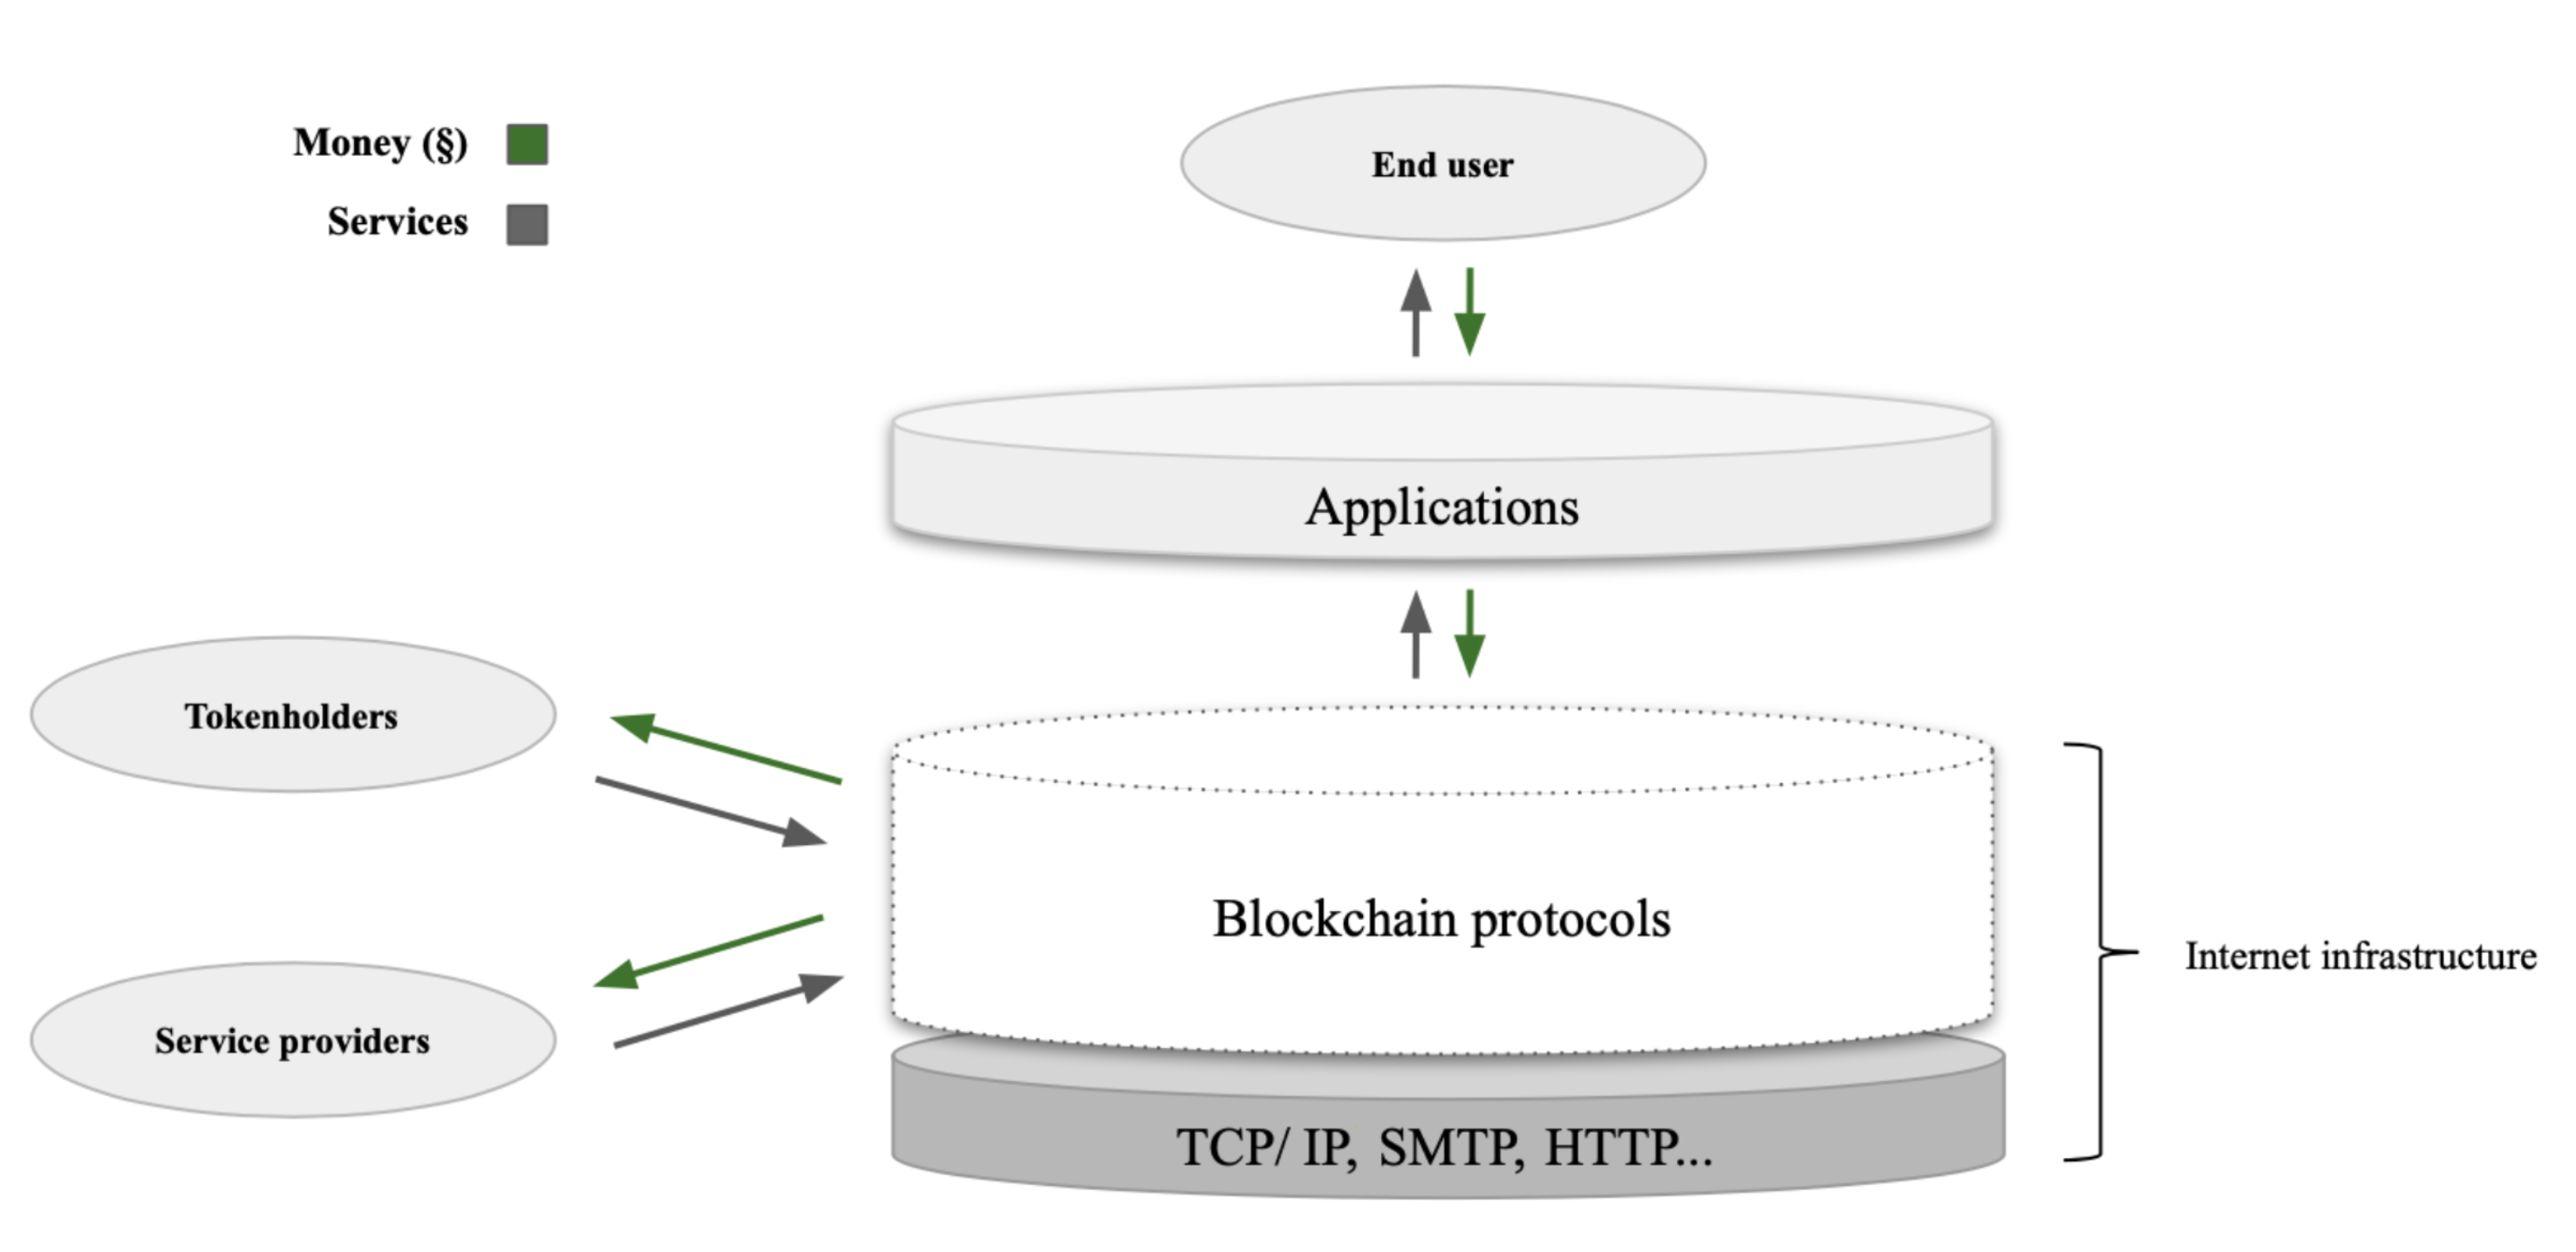 Money (§)
Services
End user
Applications
Tokenholders
Blockchain protocols
Internet infrastructure
Service providers
TCP/ IP, SMTP, HTTP...